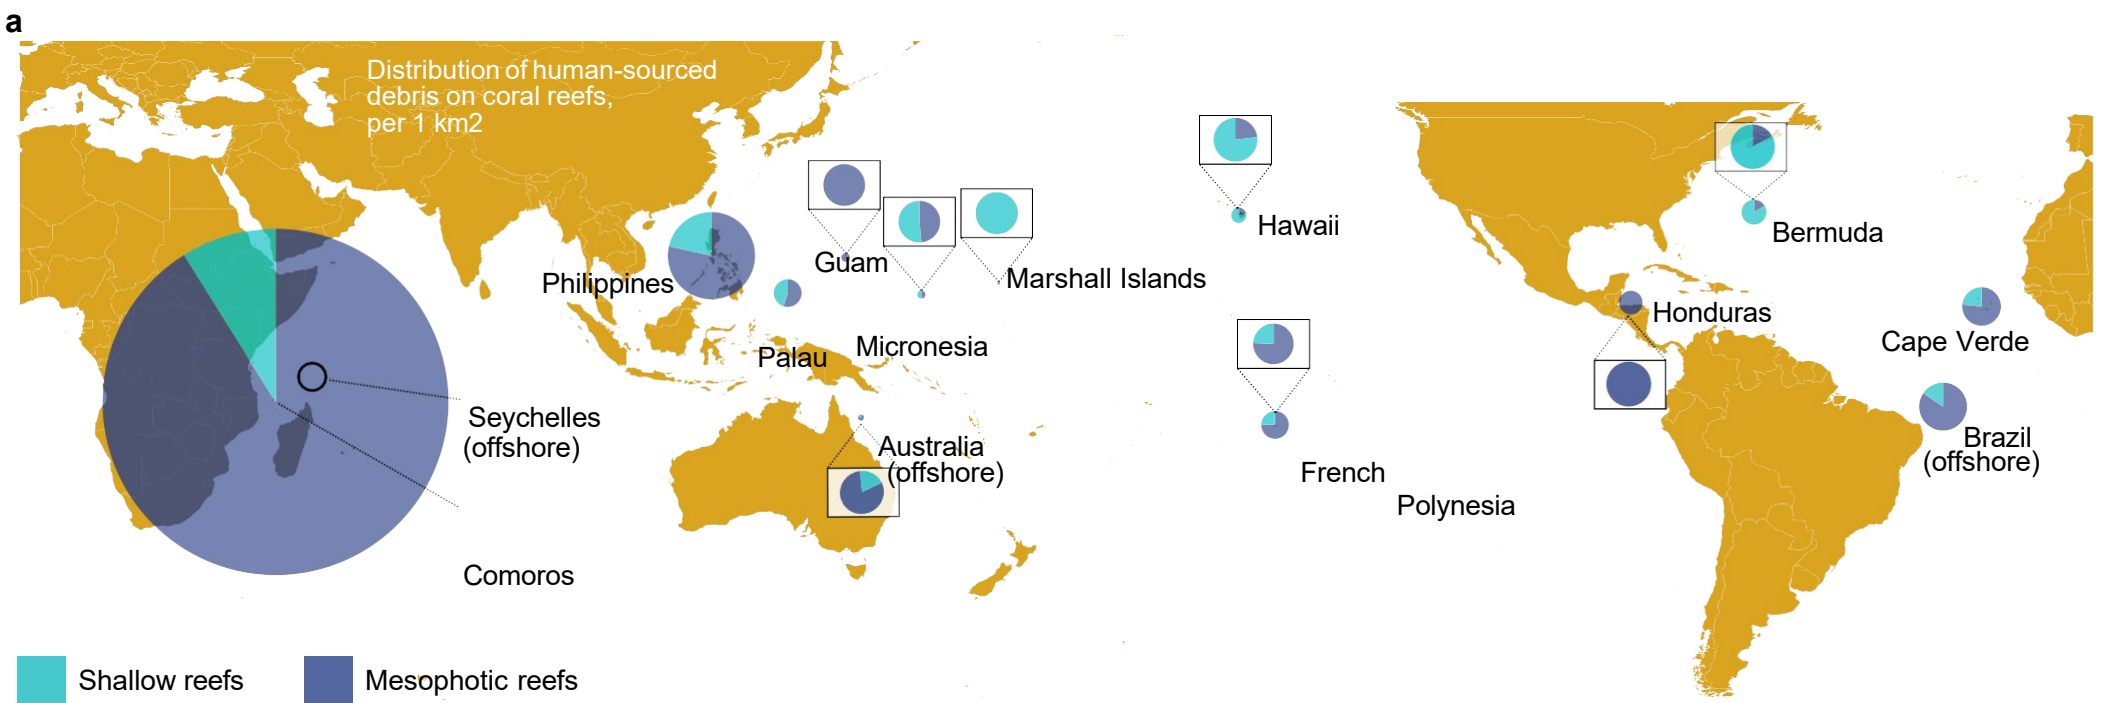 a
Distribution of human-sourced
debris on coral reefs,
per 1 km2
Hawaii
Bermuda
Guam
Philippines
Marshall Islands
Honduras
Cape Verde
Micronesia
Palau
Seychelles
(offshore)
Australia
(offshore)
Brazil
(offshore)
French
Polynesia
Comoros
Shallow reefs
Mesophotic reefs